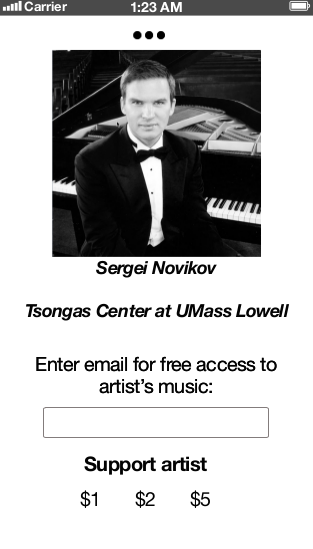 Carrier 1:23 AM
Sergei Novikov
Tsongas Center at UMass Lowell
Enter email for free access to
artist's music:
Support artist
$1 $2 $5